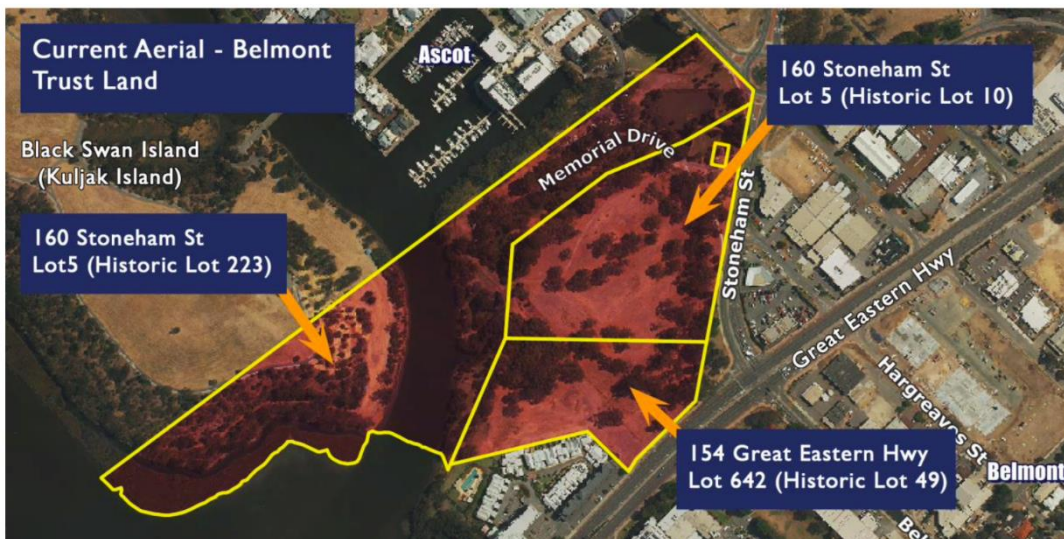 Current Aerial - Belmont
Trust Land
Ascot
160 Stoneham St
Lot 5 (Historic Lot 10)
Black Swan Island
(Kuljak Island)
Memorial Drive
160 Stoneham St
Lot5 (Historic Lot 223)
Stoneham St
Great Eastern Hwy
Hargreaves St
154 Great Eastern Hwy
Lot 642 (Historic Lot 49)
Belmont